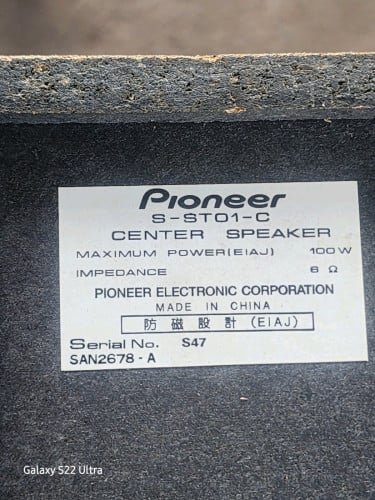 Pioneer
S-ST01-C
CENTER SPEAKER
MAXIMUM POWER(EIAJ) 100W
IMPEDANCE 6 Ω
PIONEER ELECTRONIC CORPORATION
MADE IN CHINA
防磁設計(EIAJ)
Serial No. S47
SAN2678-A
Galaxy S22 Ultra